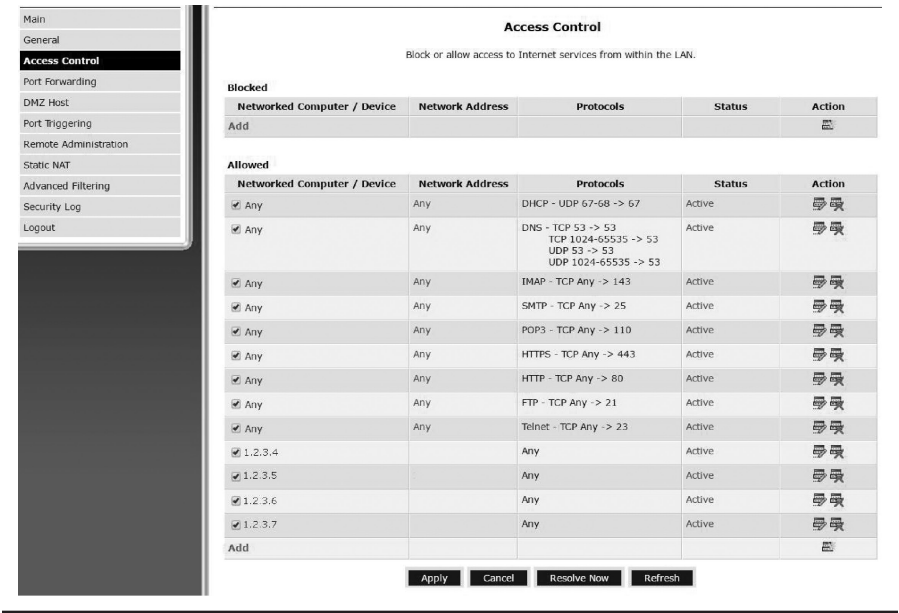 Main
General
Access Control
Port Forwarding
DMZ Host
Port Triggering
Remote Administration
Static NAT
Advanced Filtering
Security Log
Logout
Access Control
Block or allow access to Internet services from within the LAN.
Blocked
Networked Computer / Device Network Address Protocols Status Action
Add
Allowed
Networked Computer / Device Network Address Protocols Status Action
Any Any DHCP - UDP 67-68 -> 67 Active
Any Any DNS - TCP 53 -> 53 Active
TCP 1024-65535 -> 53
UDP 53 -> 53
UDP 1024-65535 -> 53
Any Any IMAP - TCP Any -> 143 Active
Any Any SMTP - TCP Any -> 25 Active
Any Any POP3 - TCP Any -> 110 Active
Any Any HTTPS - TCP Any -> 443 Active
Any Any HTTP - TCP Any -> 80 Active
Any Any FTP - TCP Any -> 21 Active
Any Any Telnet - TCP Any -> 23 Active
1.2.3.4 Any Active
1.2.3.5 Any Active
1.2.3.6 Any Active
1.2.3.7 Any Active
Add
Apply Cancel Resolve Now Refresh